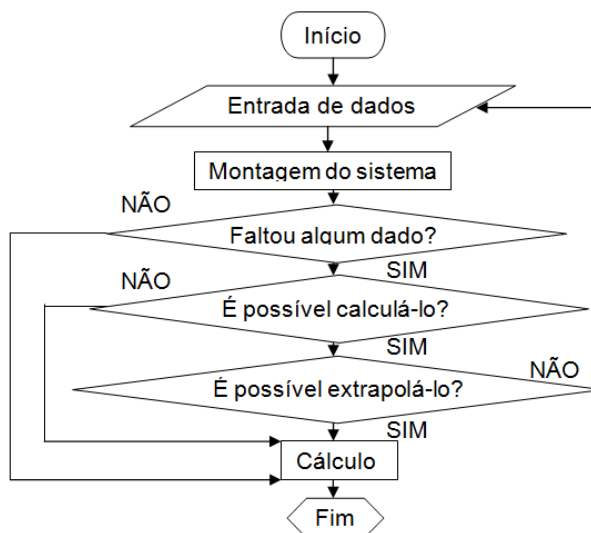 Início
Entrada de dados
Montagem do sistema
NÃO
Faltou algum dado?
SIM
NÃO
É possível calculá-lo?
SIM
NÃO
É possível extrapolá-lo?
SIM
Cálculo
Fim